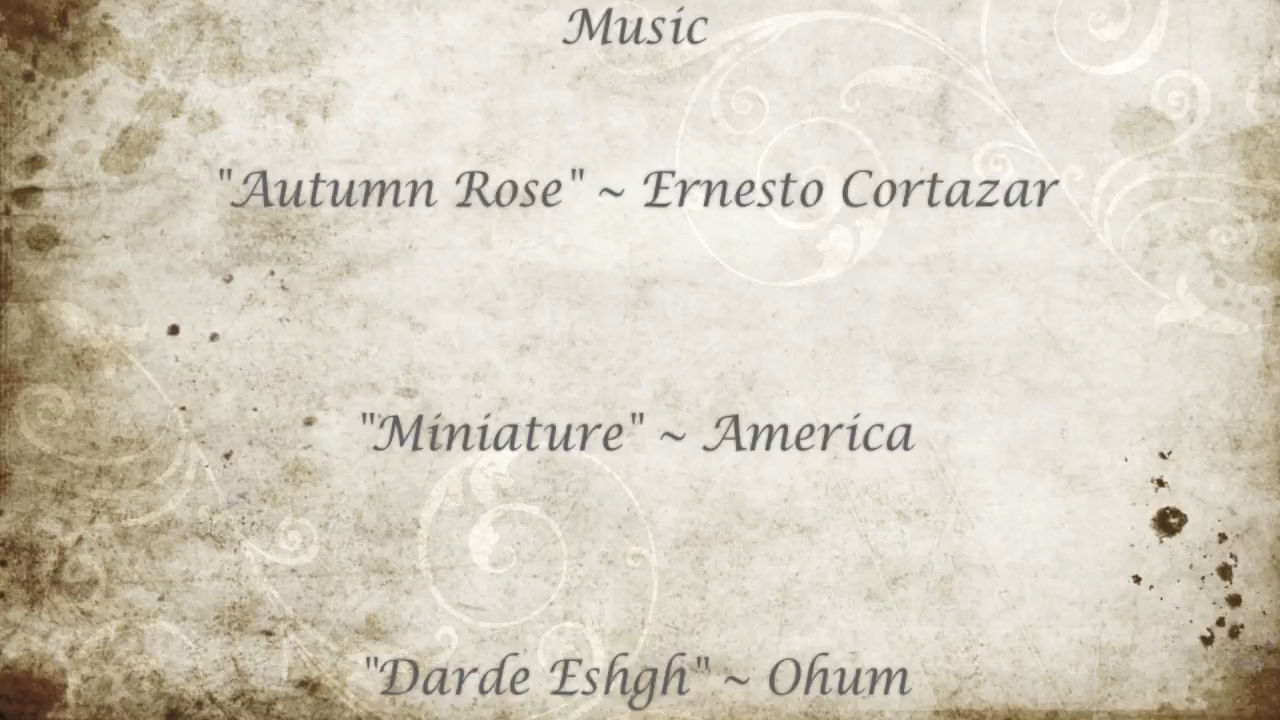 Music
"Autumn Rose" ~ Ernesto Cortazar
"Miniature" ~ America
"Darde Eshgh" ~ Ohum